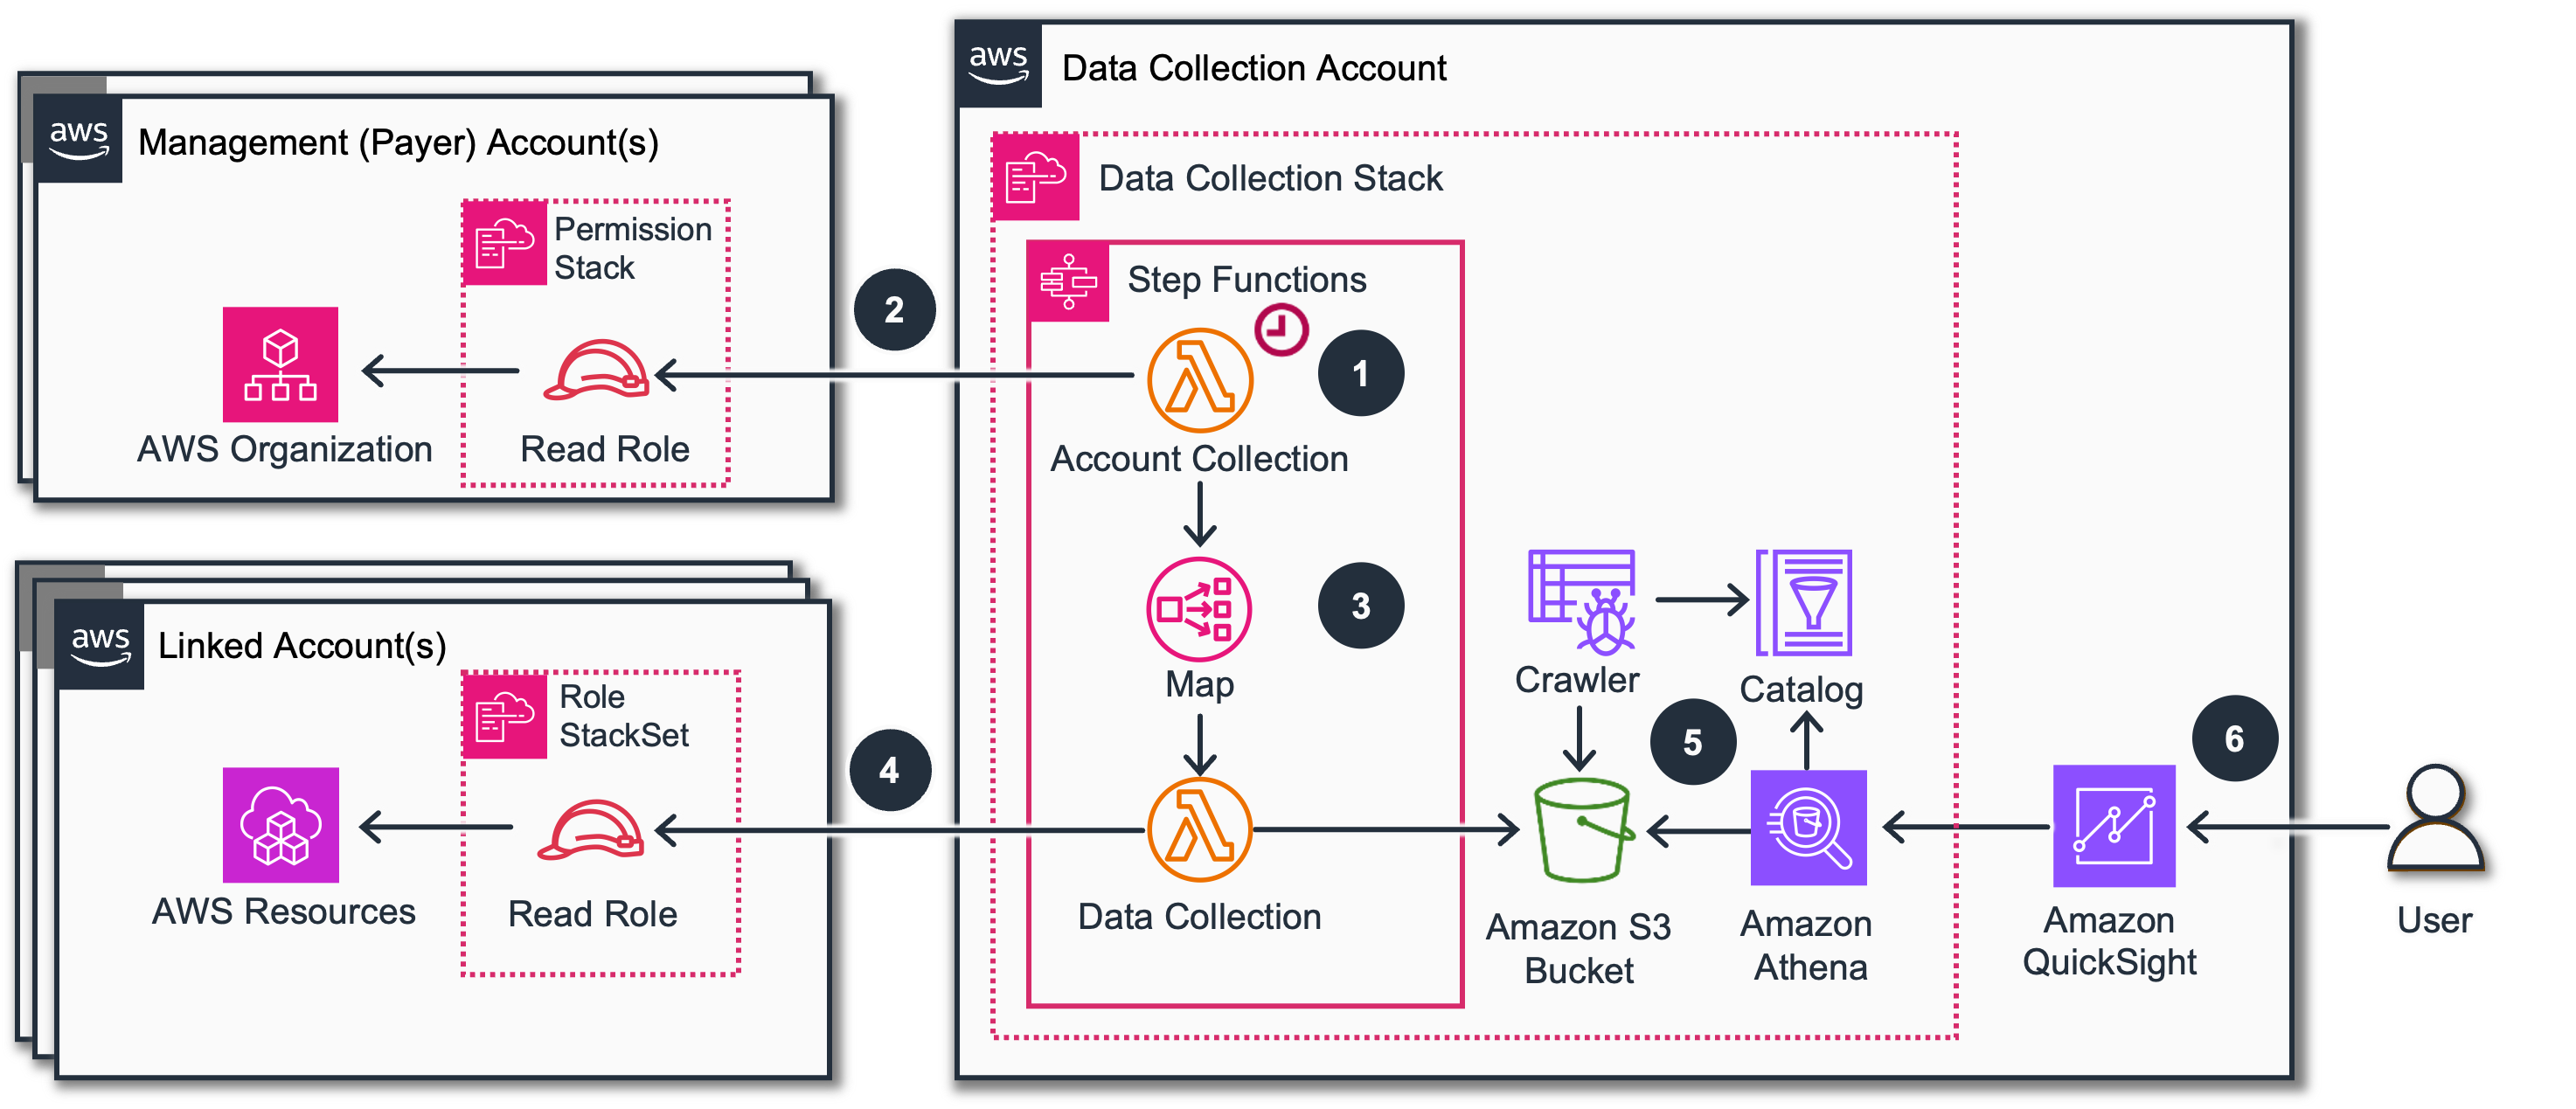 aws
Management (Payer) Account(s)
Permission
Stack
AWS Organization
Read Role
2
aws
Linked Account(s)
Role
StackSet
AWS Resources
Read Role
4
aws
Data Collection Account
Data Collection Stack
Step Functions
1
Account Collection
3
Map
Data Collection
Crawler
Catalog
5
Amazon S3
Bucket
Amazon
Athena
6
Amazon
QuickSight
User